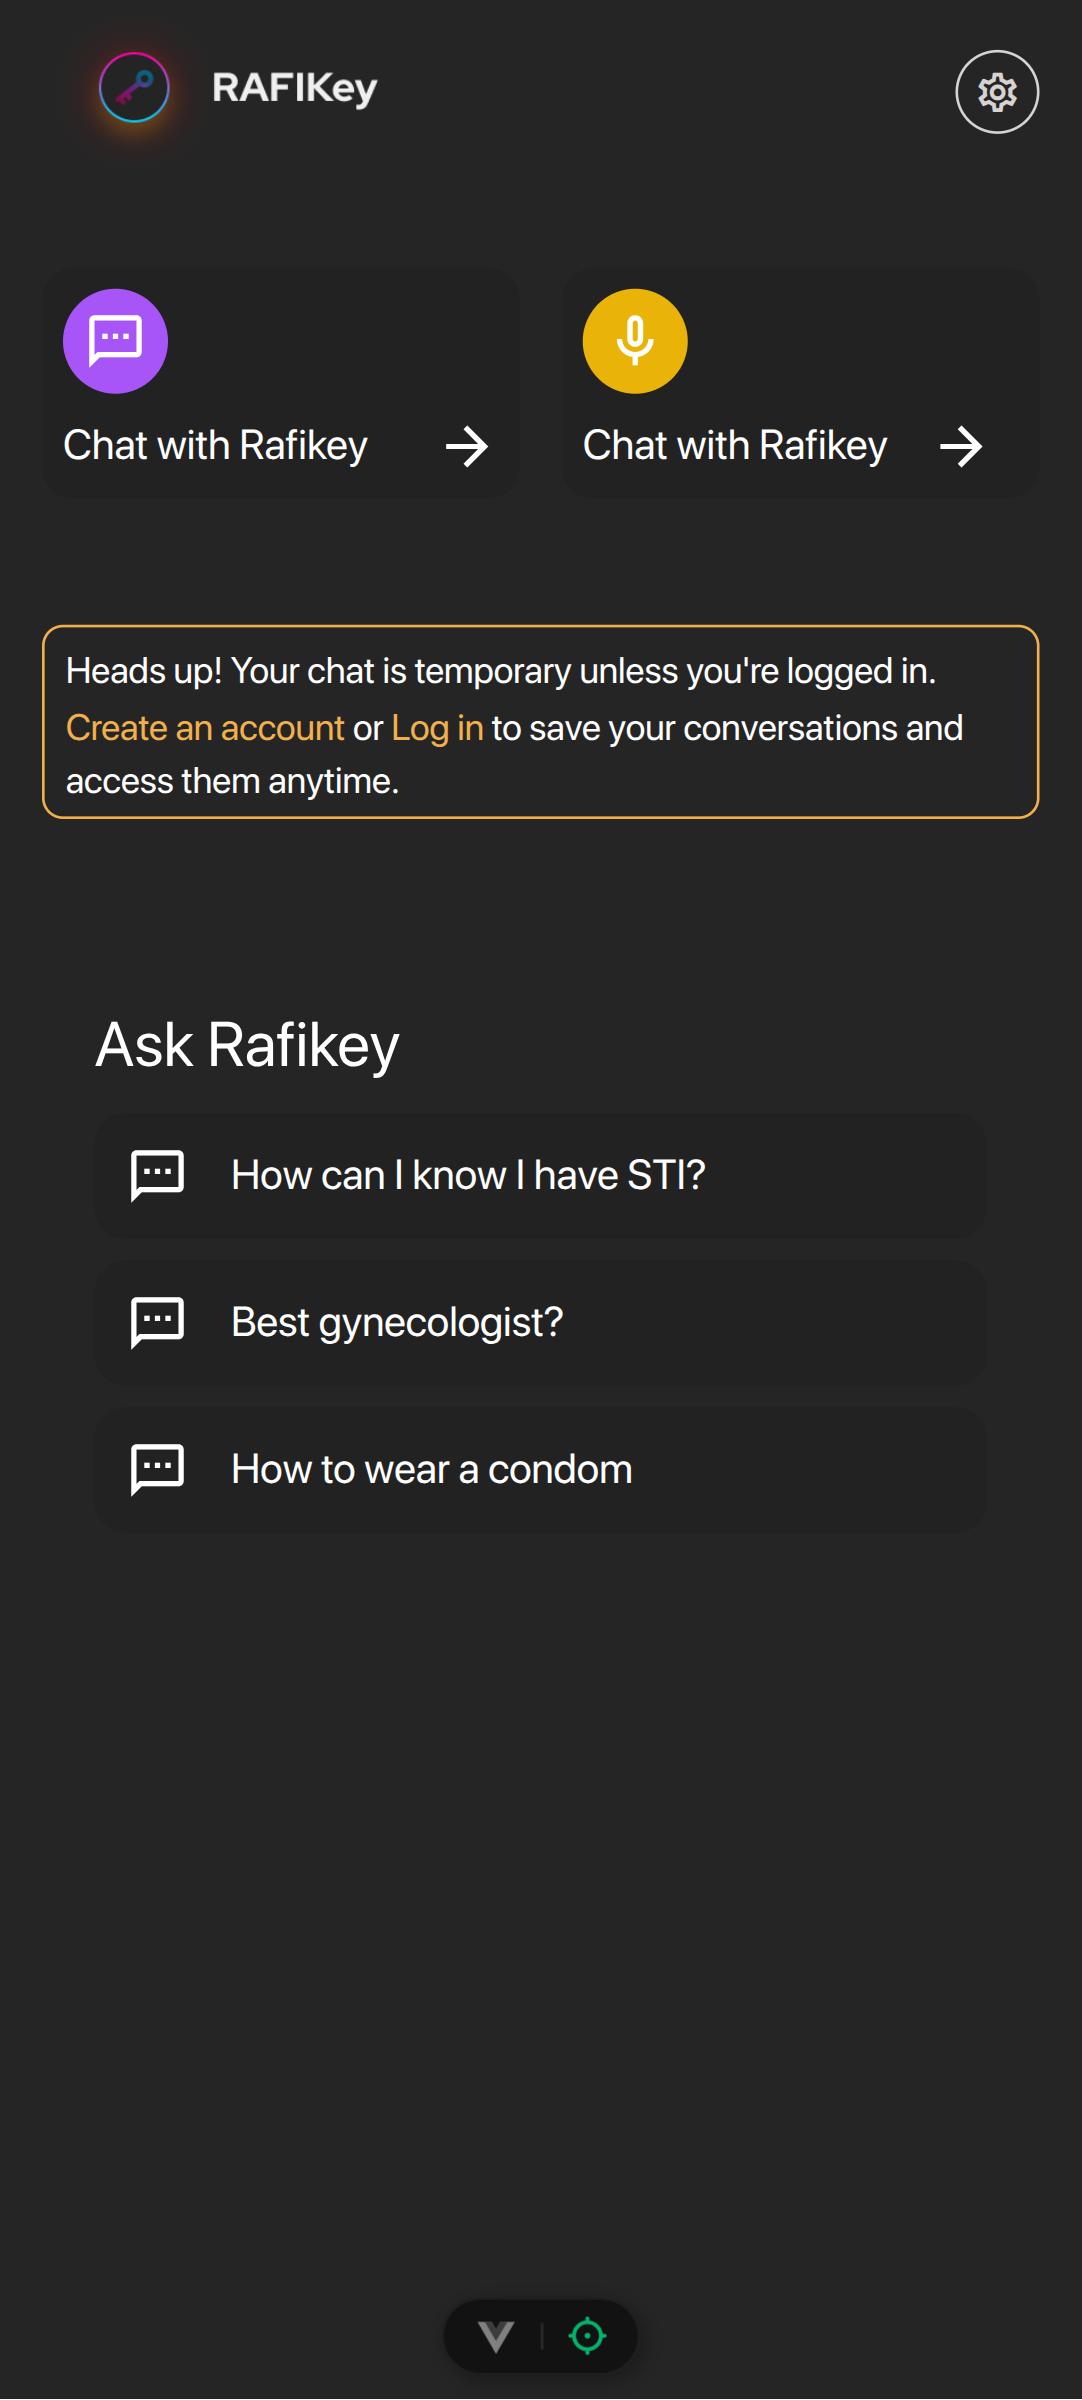 RAFIKey
Chat with Rafikey
Chat with Rafikey
Heads up! Your chat is temporary unless you're logged in.
Create an account or Log in to save your conversations and
access them anytime.
Ask Rafikey
How can I know I have STI?
Best gynecologist?
How to wear a condom